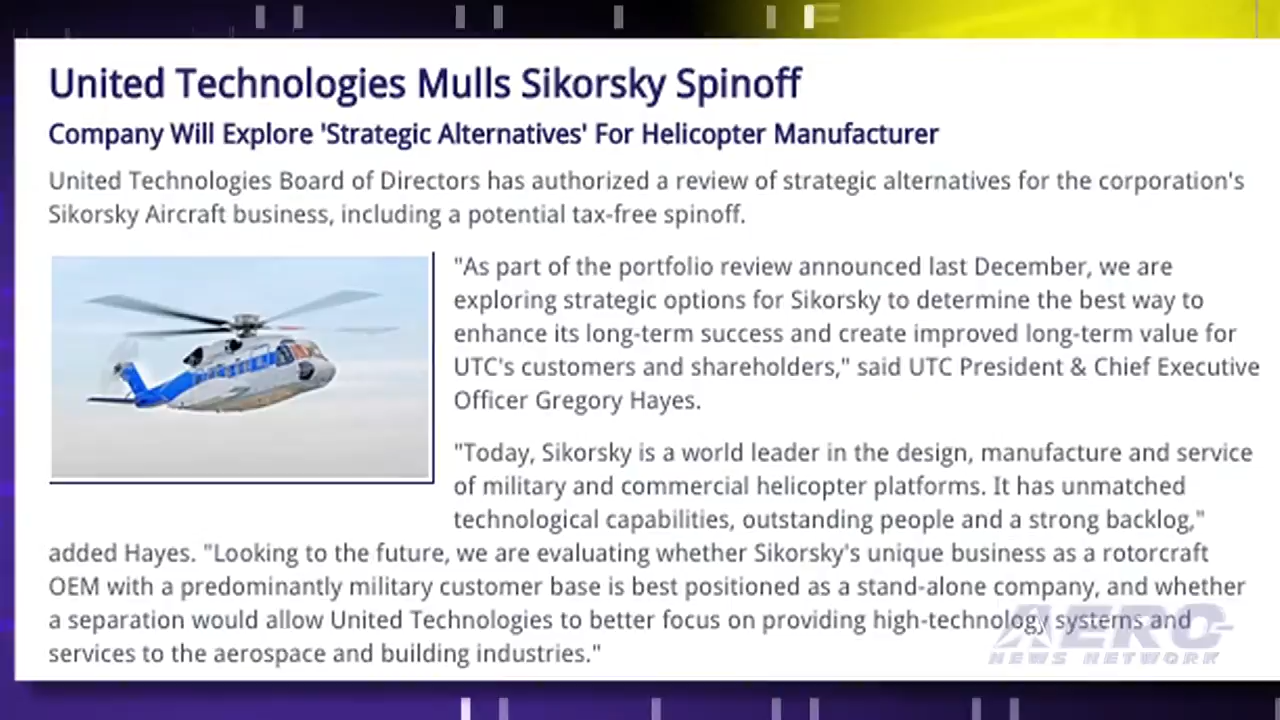 United Technologies Mulls Sikorsky Spinoff
Company Will Explore 'Strategic Alternatives' For Helicopter Manufacturer
United Technologies Board of Directors has authorized a review of strategic alternatives for the corporation's
Sikorsky Aircraft business, including a potential tax-free spinoff.
"As part of the portfolio review announced last December, we are
exploring strategic options for Sikorsky to determine the best way to
enhance its long-term success and create improved long-term value for
UTC's customers and shareholders," said UTC President & Chief Executive
Officer Gregory Hayes.
"Today, Sikorsky is a world leader in the design, manufacture and service
of military and commercial helicopter platforms. It has unmatched
technological capabilities, outstanding people and a strong backlog,"
added Hayes. "Looking to the future, we are evaluating whether Sikorsky's unique business as a rotorcraft
OEM with a predominantly military customer base is best positioned as a stand-alone company, and whether
a separation would allow United Technologies to better focus on providing high-technology systems and
services to the aerospace and building industries."
AERO
NEWS NETWORK